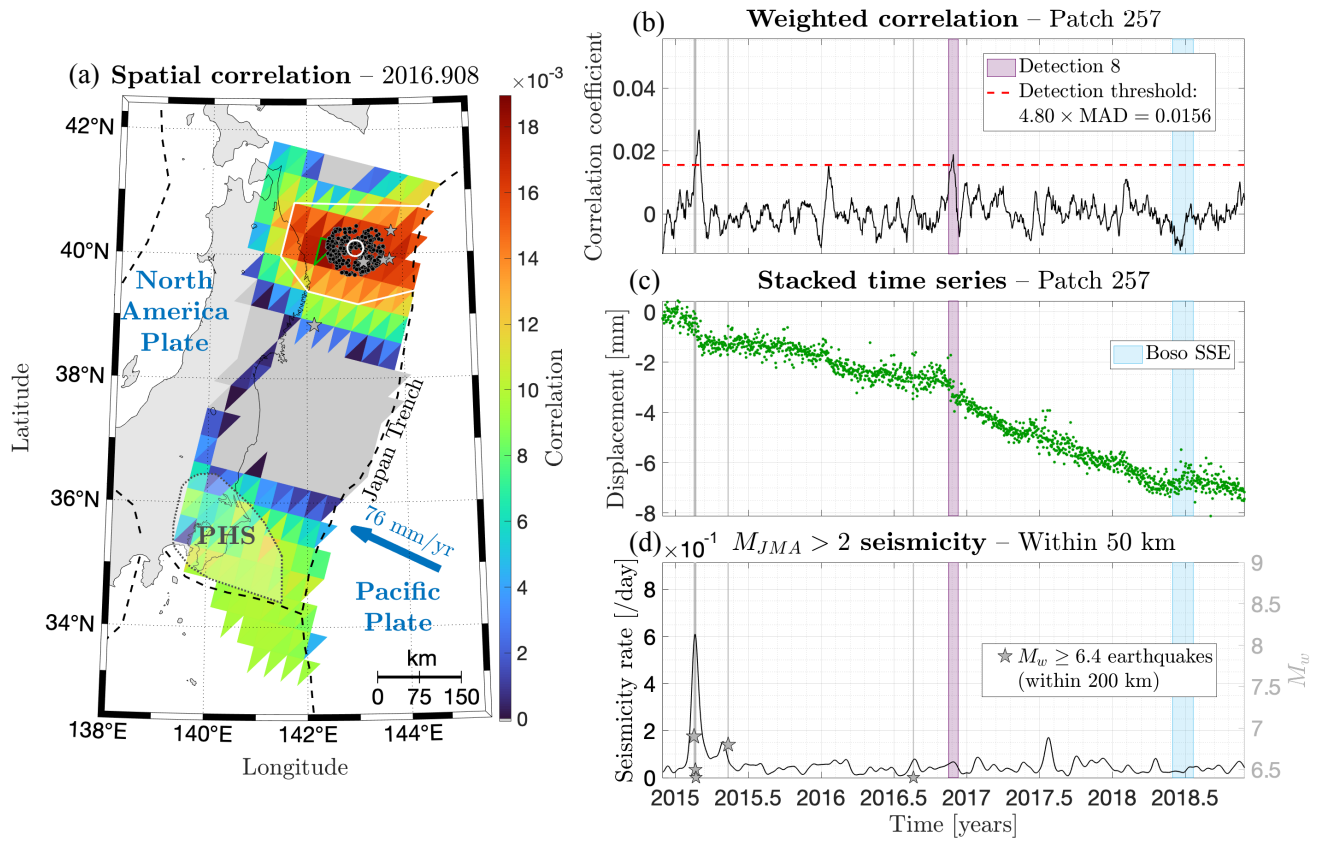 (a) Spatial correlation – 2016.908
×10⁻³
42°N
40°N
38°N
36°N
34°N
138°E
140°E
142°E
144°E
Latitude
Longitude
North
America
Plate
Japan Trench
PHS
76 mm/yr
Pacific
Plate
km
0 75 150
18
16
14
12
10
8
6
4
2
0
Correlation
(b) Weighted correlation – Patch 257
Correlation coefficient
0.04
0.02
0
Detection 8
Detection threshold:
4.80 × MAD = 0.0156
(c) Stacked time series – Patch 257
Displacement [mm]
0
-2
-4
-6
-8
Boso SSE
(d) ×10⁻¹ M_JMA > 2 seismicity – Within 50 km
Seismicity rate [/day]
8
6
4
2
0
9
8.5
8
7.5
7
6.5
M_w
M_w ≥ 6.4 earthquakes
(within 200 km)
2015 2015.5 2016 2016.5 2017 2017.5 2018 2018.5
Time [years]